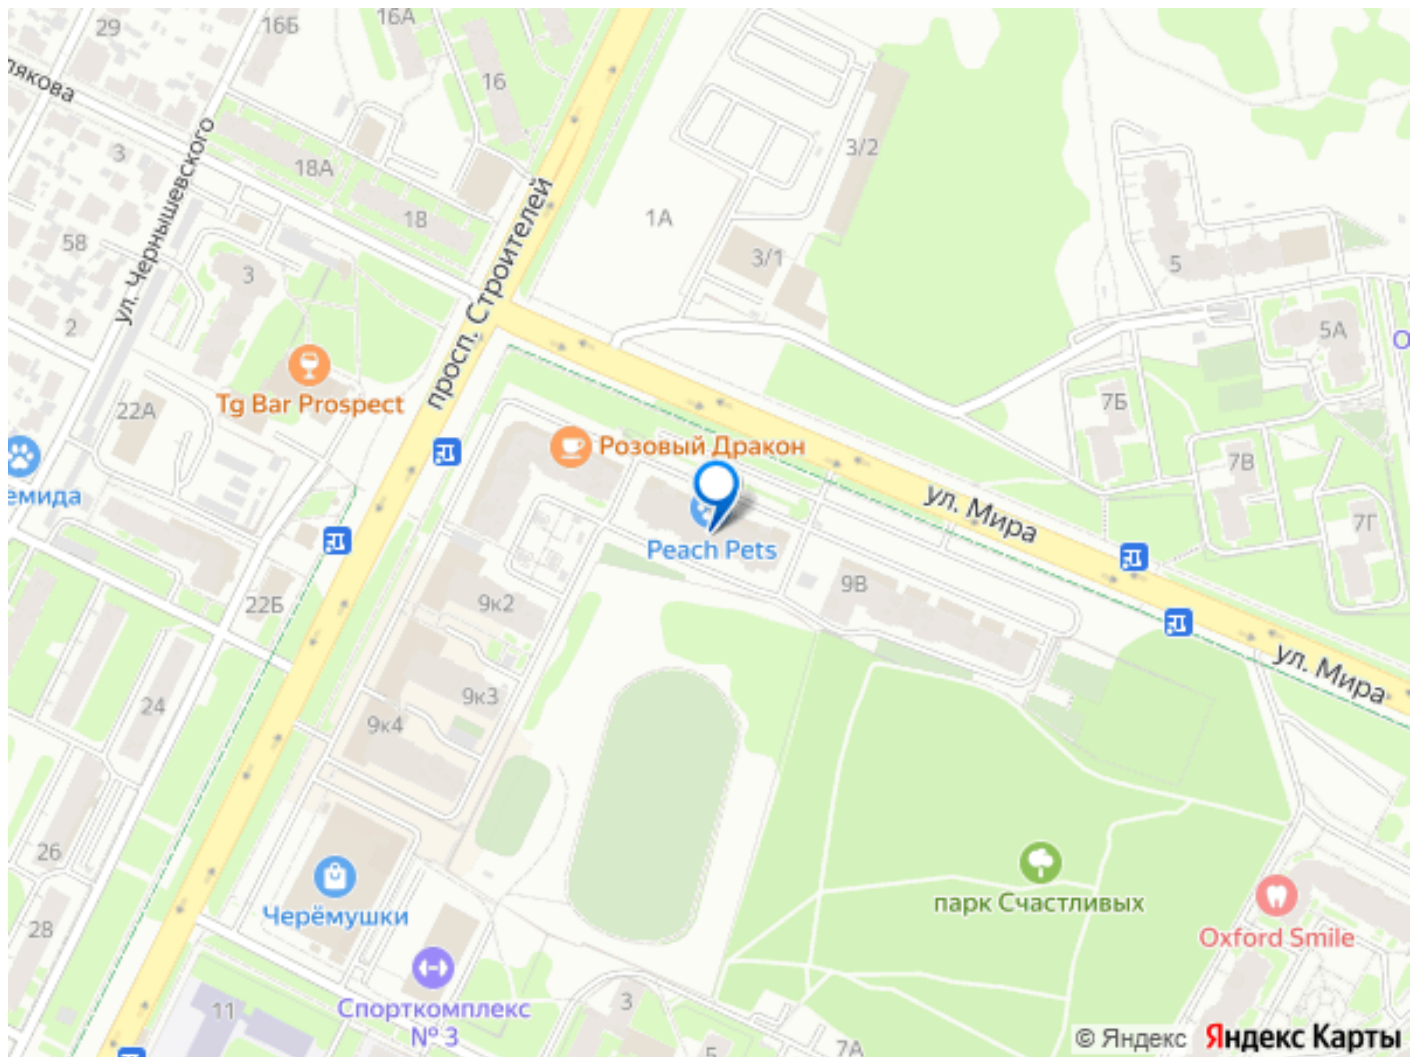 29
16Б
16А
16
лякова
ул. Чернышевского
3
18А
18
58
3
2
просп. Строителей
1А
3/2
3/1
5
5А
О
Tg Bar Prospect
22А
емида
Розовый Дракон
Peach Pets
ул. Мира
7Б
7В
7Г
9В
22Б
9к2
9к3
9к4
24
ул. Мира
26
28
Черёмушки
парк Счастливых
Oxford Smile
Спорткомплекс
№ 3
11
3
5
7А
© Яндекс Яндекс Карты